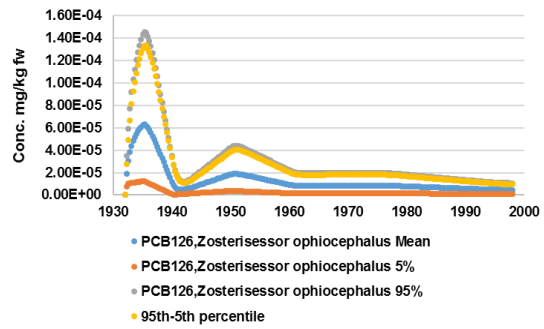 1.60E-04
1.40E-04
1.20E-04
1.00E-04
8.00E-05
6.00E-05
4.00E-05
2.00E-05
0.00E+00
Conc. mg/kg fw
1930 1940 1950 1960 1970 1980 1990 2000
PCB126,Zosterisessor ophiocephalus Mean
PCB126,Zosterisessor ophiocephalus 5%
PCB126,Zosterisessor ophiocephalus 95%
95th-5th percentile